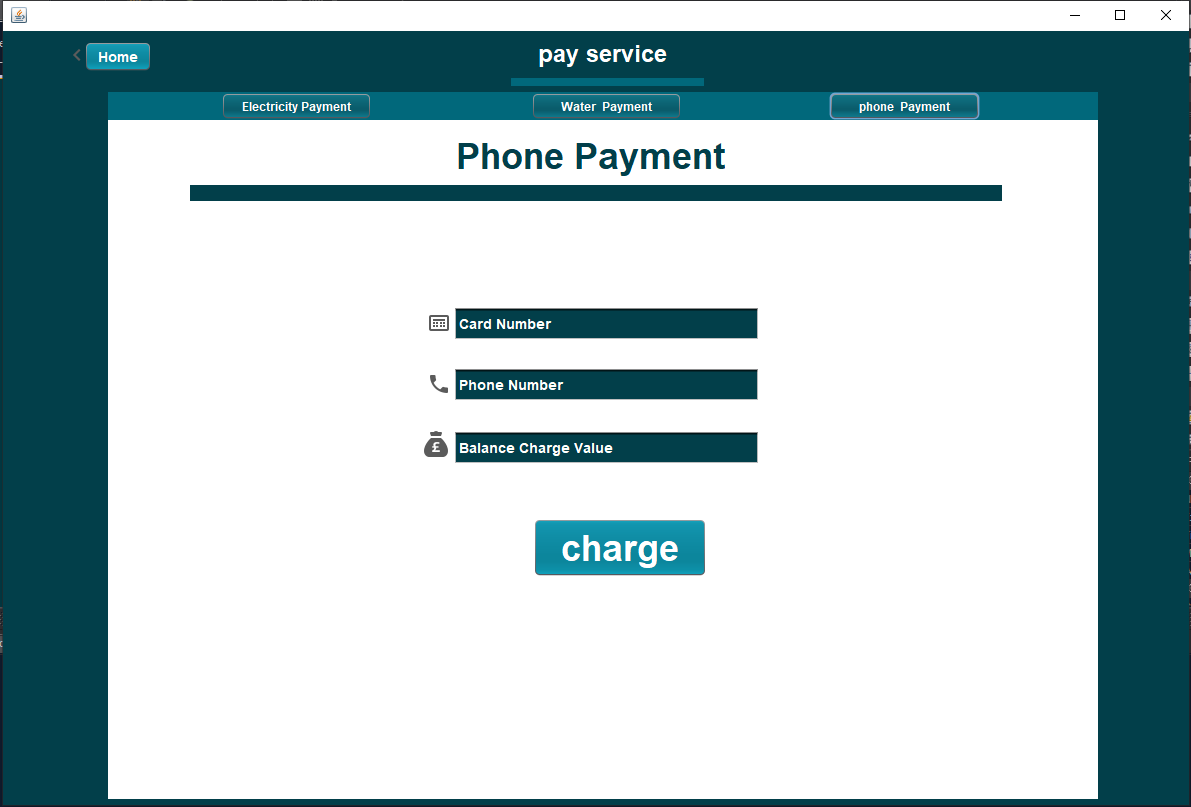 Home
pay service
Electricity Payment
Water Payment
phone Payment
Phone Payment
Card Number
Phone Number
£
Balance Charge Value
charge